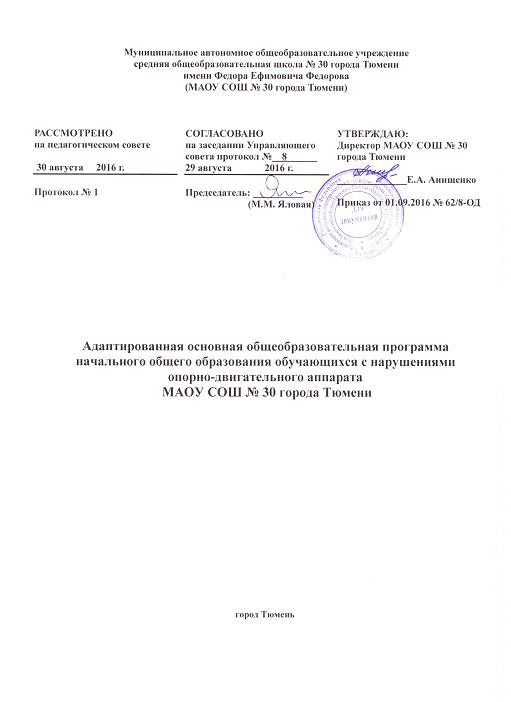 Муниципальное автономное общеобразовательное учреждение
средняя общеобразовательная школа № 30 города Тюмени
имени Федора Ефимовича Федорова
(МАОУ СОШ № 30 города Тюмени)
РАССМОТРЕНО
на педагогическом совете
30 августа 2016 г.
Протокол № 1
СОГЛАСОВАНО
на заседании Управляющего
совета протокол № 8
29 августа 2016 г.
Председатель:
(М.М. Яловая)
УТВЕРЖДАЮ:
Директор МАОУ СОШ № 30
города Тюмени
Е.А. Анищенко
Приказ от 01.09.2016 № 62/8-ОД
Для
документов
Адаптированная основная общеобразовательная программа
начального общего образования обучающихся с нарушениями
опорно-двигательного аппарата
МАОУ СОШ № 30 города Тюмени
город Тюмень